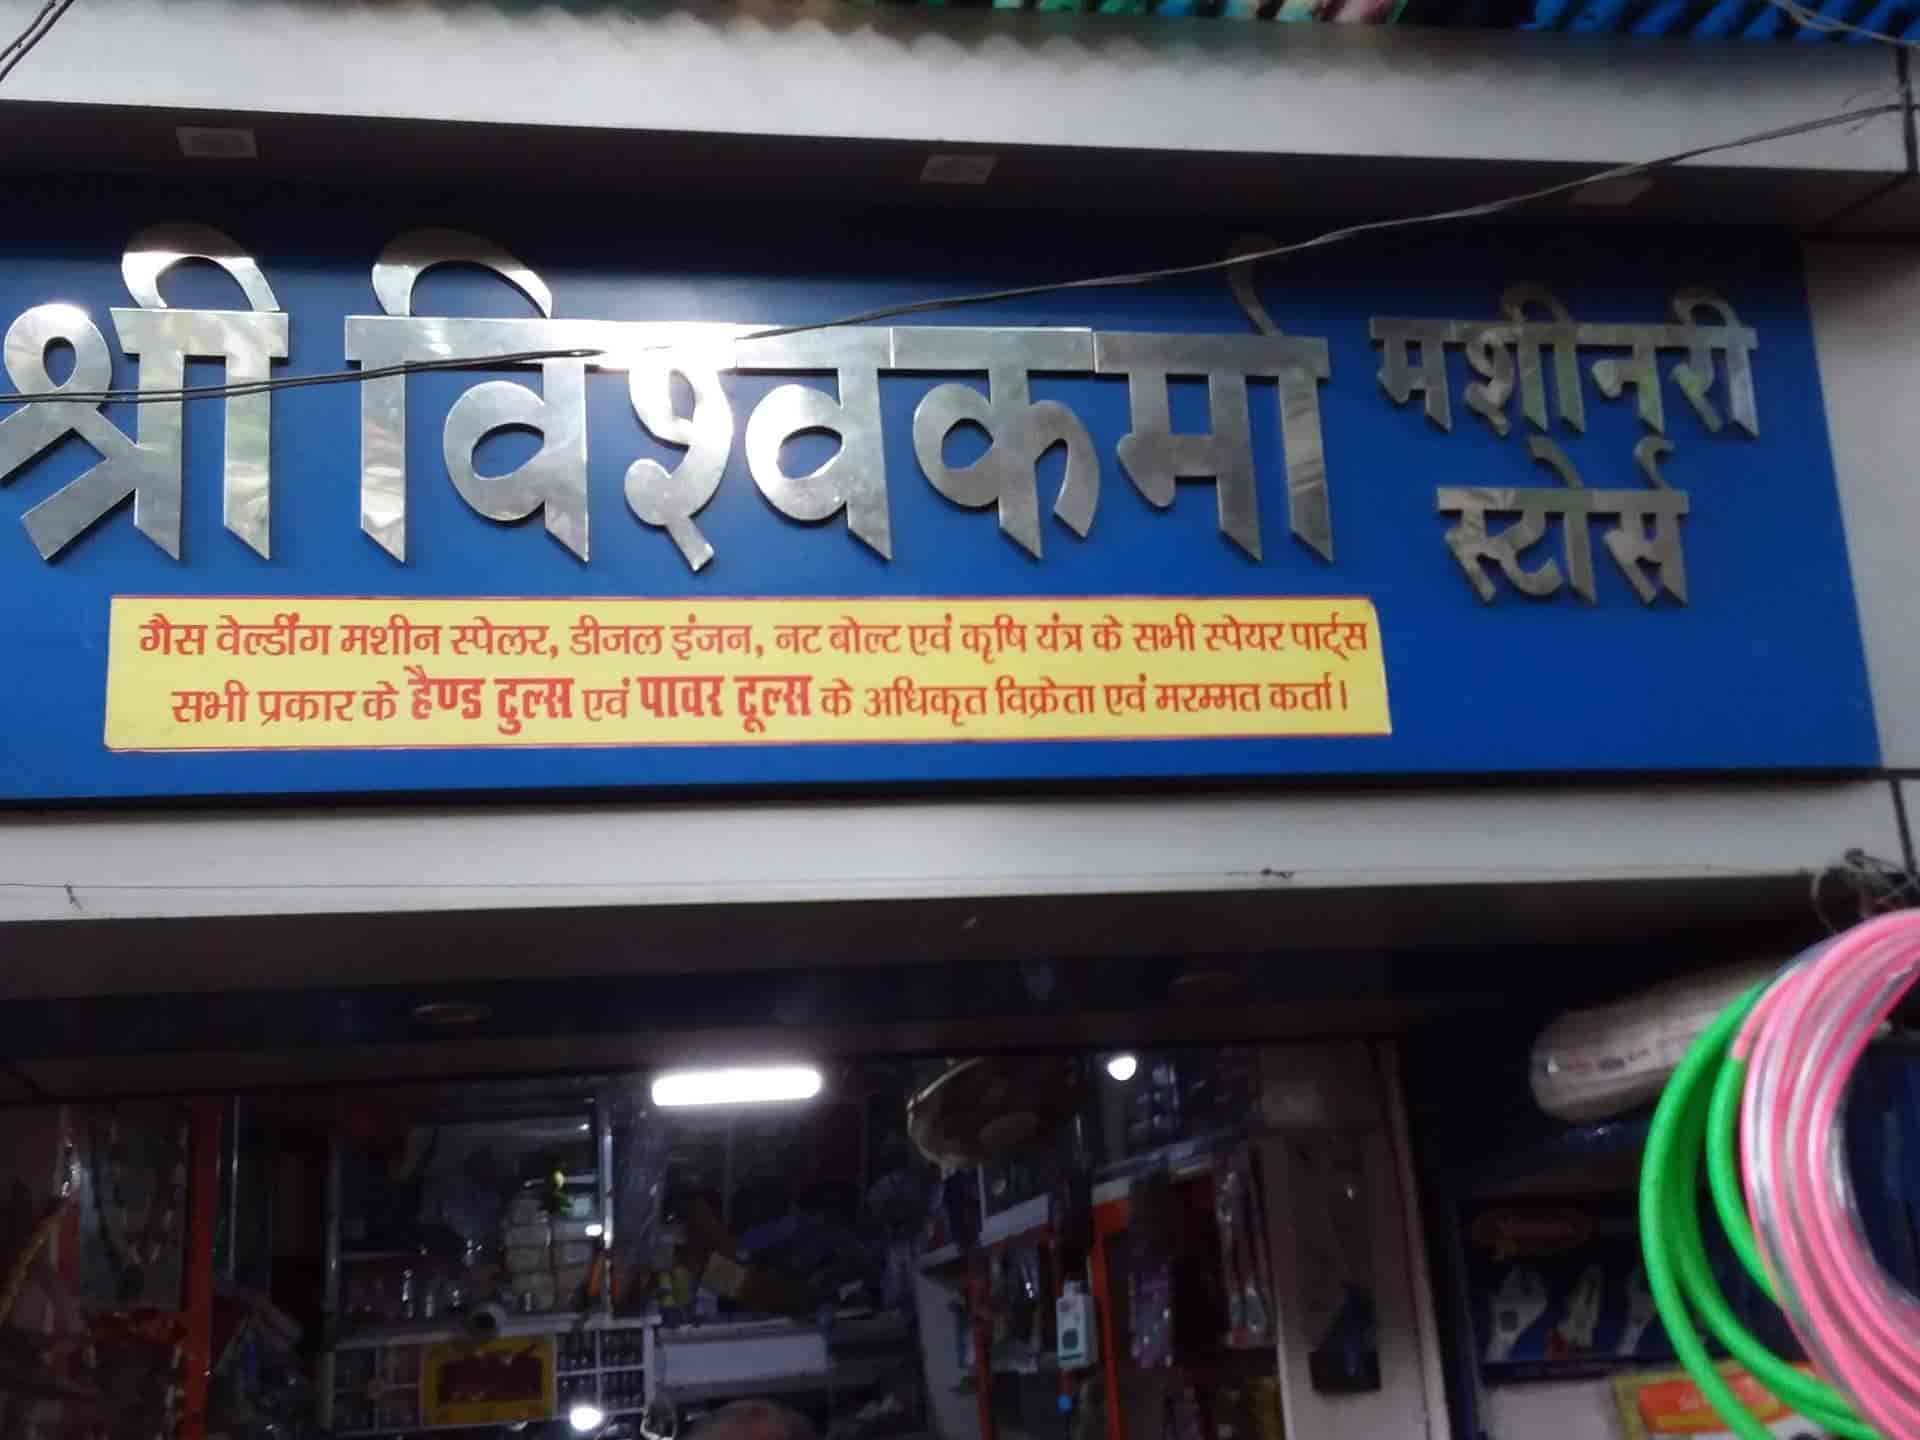 श्री विश्वकर्मा मशीनरी
स्टोर्स
गैस वेल्डींग मशीन स्पेलर, डीजल इंजन, नट बोल्ट एवं कृषि यंत्र के सभी स्पेयर पार्ट्स
सभी प्रकार के हैण्ड टुल्स एवं पावर टूल्स के अधिकृत विक्रेता एवं मरम्मत कर्ता।